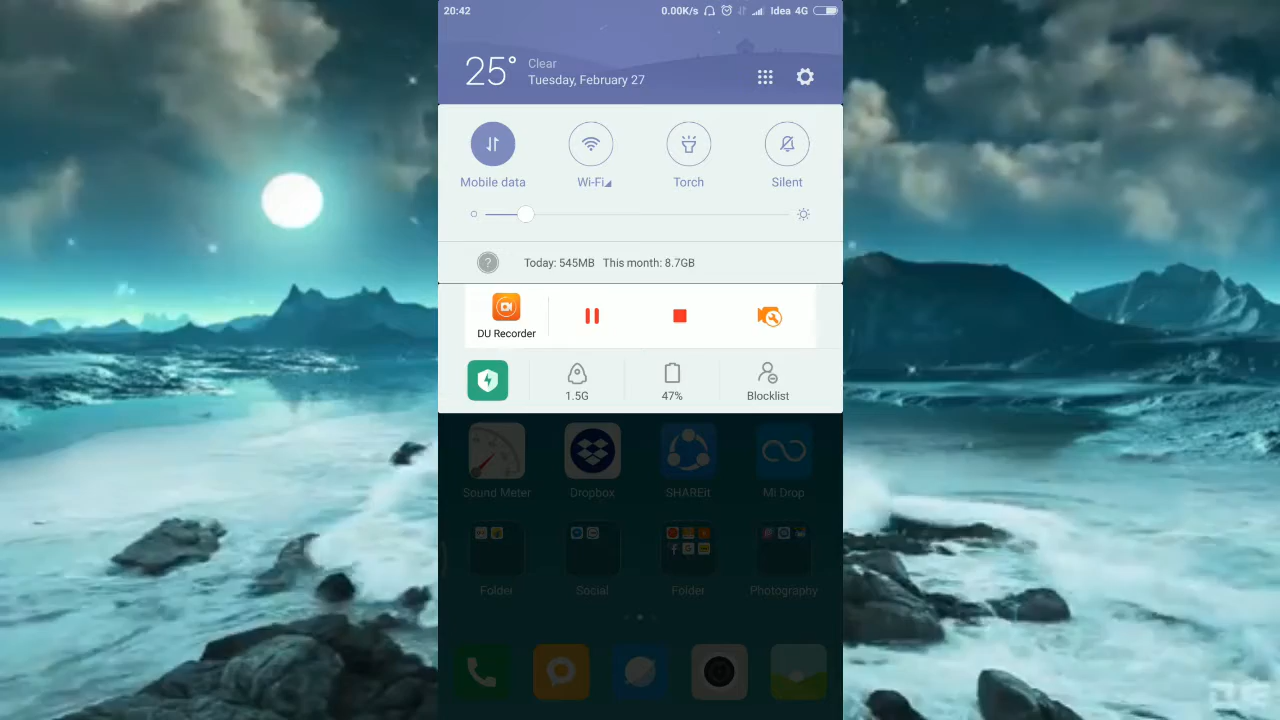 20:42 0.00K/s Idea 4G
25° Clear
Tuesday, February 27
Mobile data Wi-Fi Torch Silent
Today: 545MB This month: 8.7GB
DU Recorder
1.5G 47% Blocklist
Sound Meter Dropbox SHAREit Mi Drop
Folder Social Folder Photography